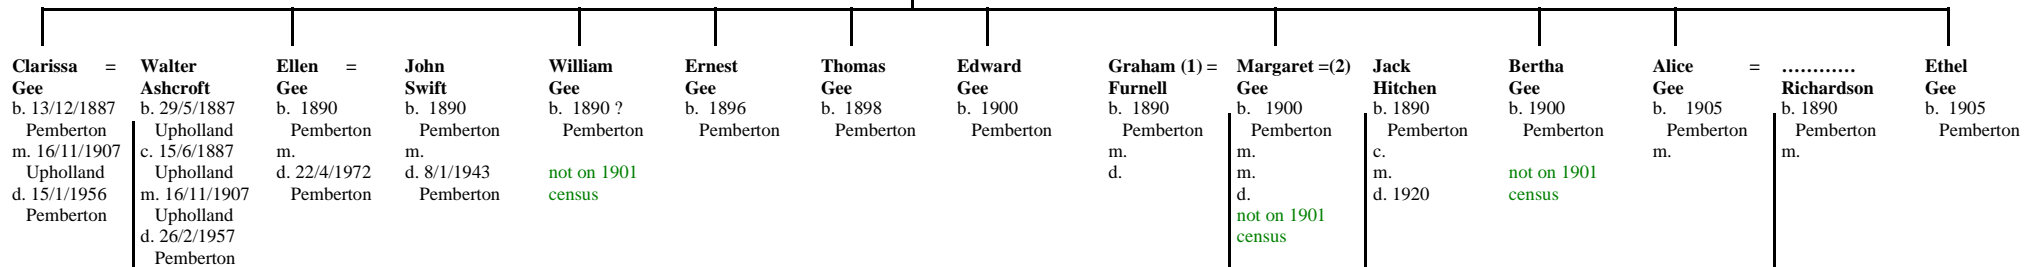 Clarissa =
Gee
b. 13/12/1887
Pemberton
m. 16/11/1907
Upholland
d. 15/1/1956
Pemberton
Walter
Ashcroft
b. 29/5/1887
Upholland
c. 15/6/1887
Upholland
m. 16/11/1907
Upholland
d. 26/2/1957
Pemberton
Ellen =
Gee
b. 1890
Pemberton
m.
d. 22/4/1972
Pemberton
John
Swift
b. 1890
Pemberton
m.
d. 8/1/1943
Pemberton
William
Gee
b. 1890 ?
Pemberton
not on 1901
census
Ernest
Gee
b. 1896
Pemberton
Thomas
Gee
b. 1898
Pemberton
Edward
Gee
b. 1900
Pemberton
Graham (1) =
Furnell
b. 1890
Pemberton
m.
d.
Margaret =(2)
Gee
b. 1900
Pemberton
m.
m.
d.
not on 1901
census
Jack
Hitchen
b. 1890
Pemberton
c.
m.
d. 1920
Bertha
Gee
b. 1900
Pemberton
not on 1901
census
Alice =
Gee
b. 1905
Pemberton
m.
…………
Richardson
b. 1890
Pemberton
m.
Ethel
Gee
b. 1905
Pemberton